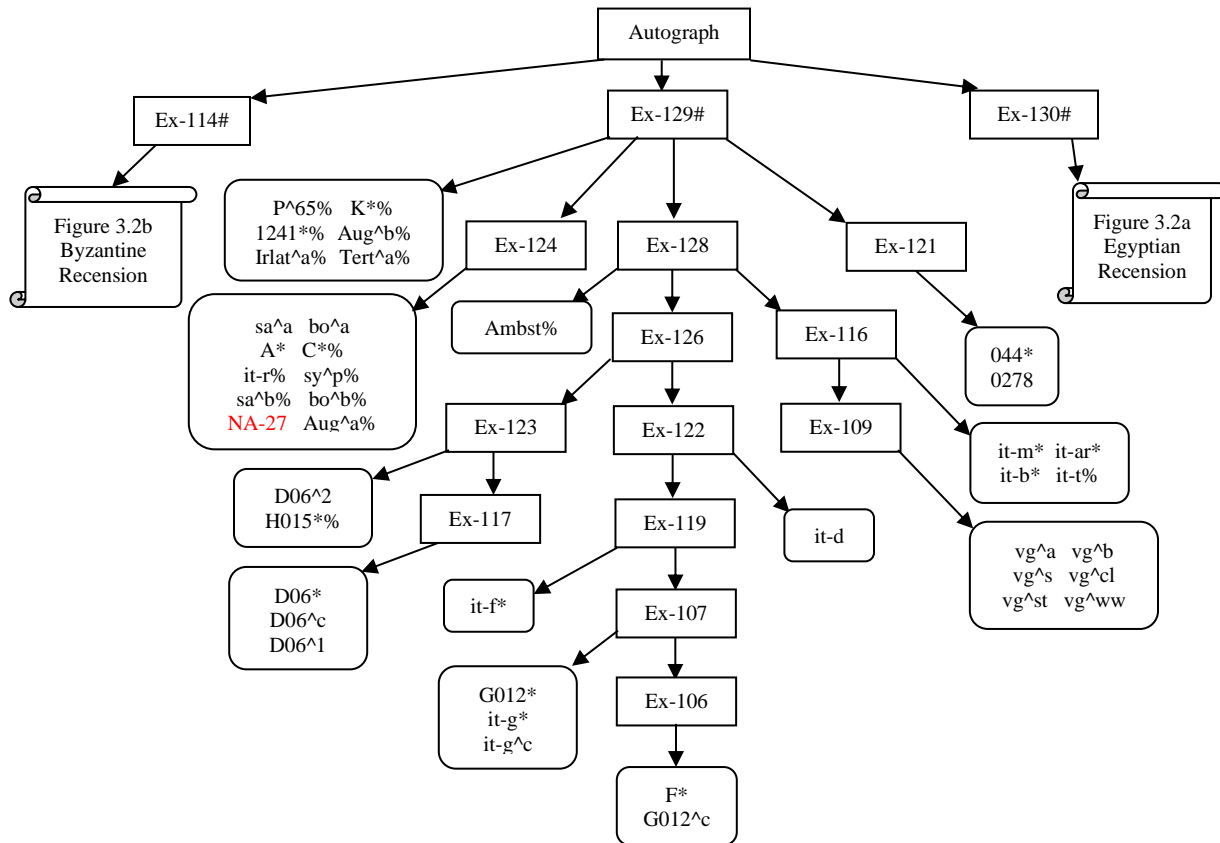 Autograph
Ex-114#
Ex-129#
Ex-130#
Figure 3.2b
Byzantine
Recension
P^65% K*%
1241*% Aug^b%
Irlat^a% Tert^a%
Ex-124
Ex-128
Ex-121
Figure 3.2a
Egyptian
Recension
sa^a bo^a
A* C*%
it-r% sy^p%
sa^b% bo^b%
NA-27 Aug^a%
Ambst%
Ex-126
Ex-116
044*
0278
Ex-123
Ex-122
Ex-109
it-m* it-ar*
it-b* it-t%
D06^2
H015*%
Ex-117
Ex-119
it-d
vg^a vg^b
vg^s vg^cl
vg^st vg^ww
D06*
D06^c
D06^1
it-f*
Ex-107
G012*
it-g*
it-g^c
Ex-106
F*
G012^c